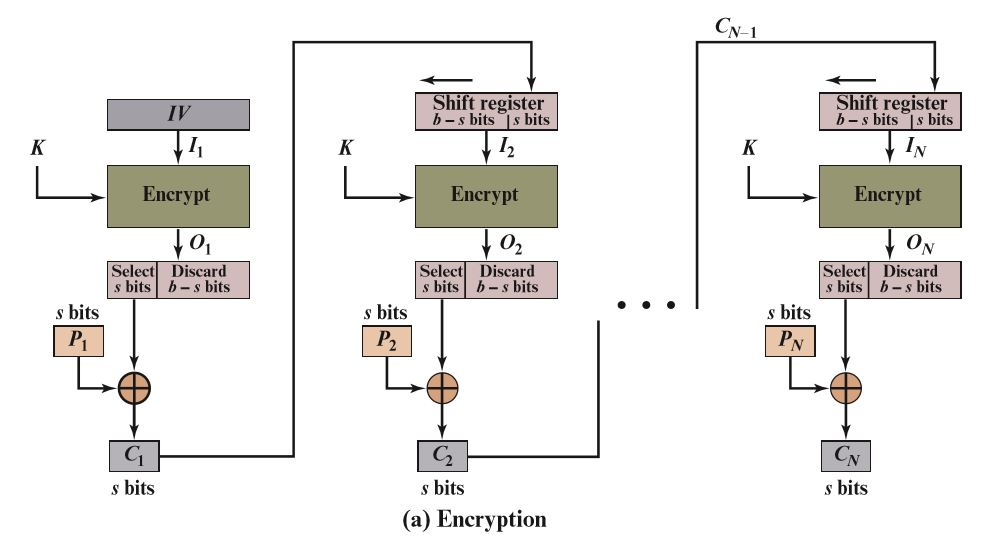 C_{N–1}
IV
Shift register
b – s bits | s bits
Shift register
b – s bits | s bits
K
I_1
K
I_2
K
I_N
Encrypt
Encrypt
Encrypt
O_1
O_2
O_N
Select
s bits
Discard
b – s bits
Select
s bits
Discard
b – s bits
Select
s bits
Discard
b – s bits
s bits
P_1
s bits
P_2
s bits
P_N
• • •
C_1
s bits
C_2
s bits
C_N
s bits
(a) Encryption